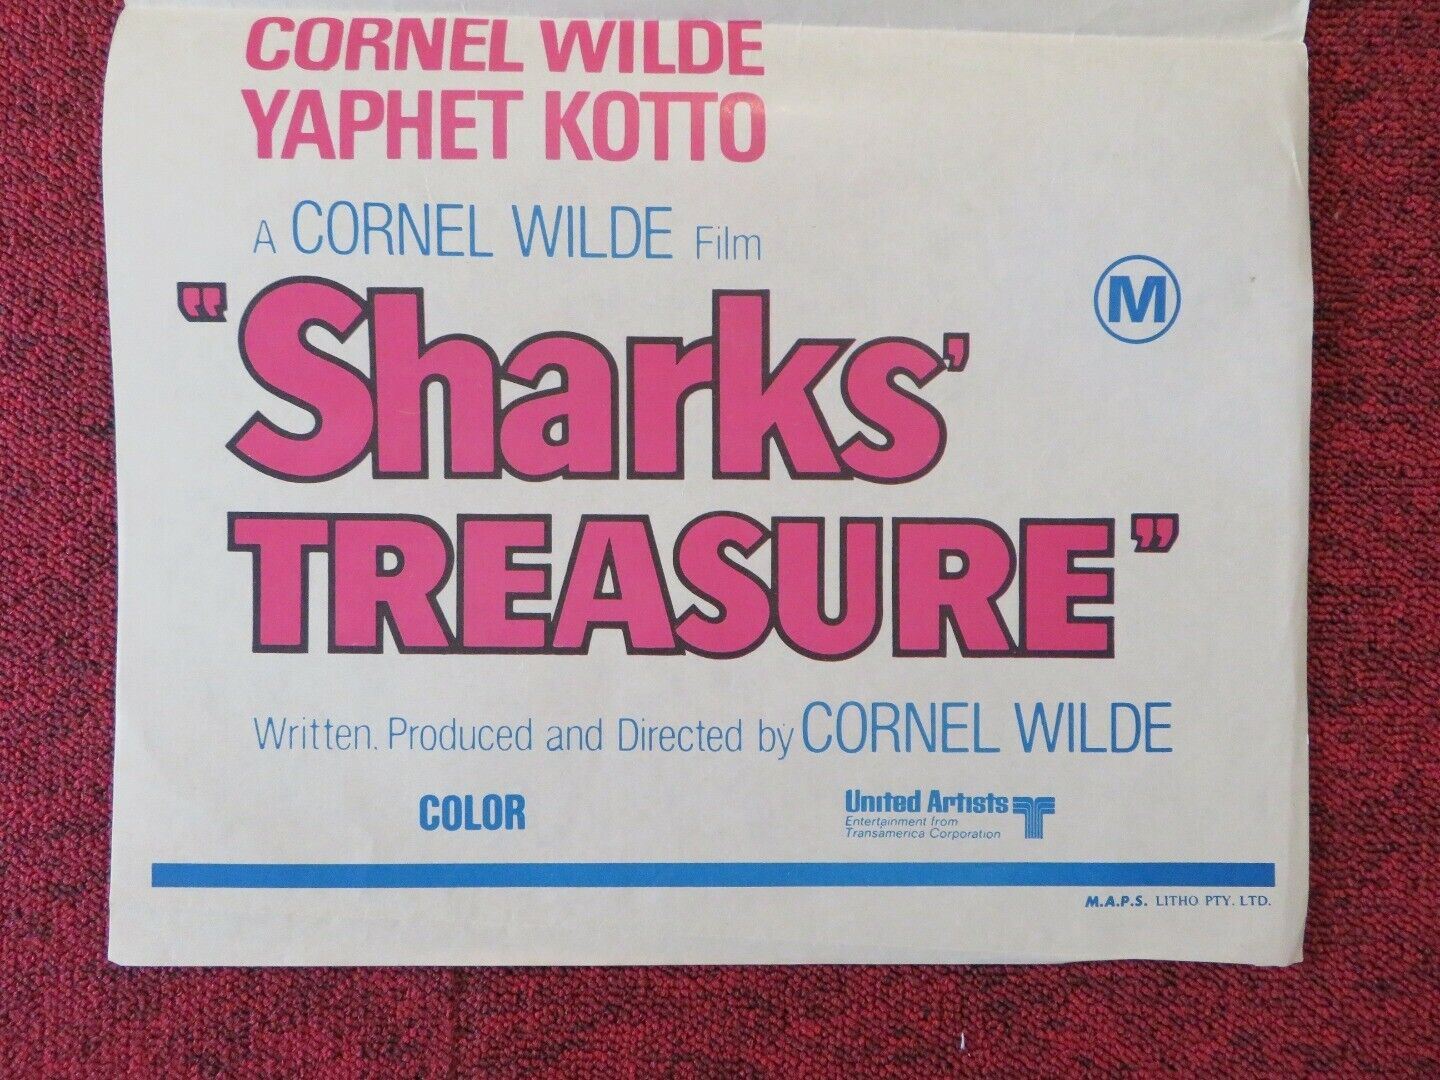 CORNEL WILDE
YAPHET KOTTO
A CORNEL WILDE Film
M
"Sharks'
TREASURE"
Written, Produced and Directed by CORNEL WILDE
COLOR
United Artists
Entertainment from
Transamerica Corporation
M.A.P.S. LITHO PTY. LTD.